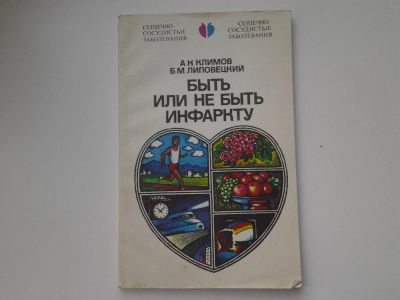 СЕРДЕЧНО-
СОСУДИСТЫЕ
ЗАБОЛЕВАНИЯ
СЕРДЕЧНО
СОСУДИСТЫЕ
ЗАБОЛЕВАНИЯ
А.Н.КЛИМОВ
Б.М.ЛИПОВЕЦКИЙ
БЫТЬ
ИЛИ НЕ БЫТЬ
ИНФАРКТУ